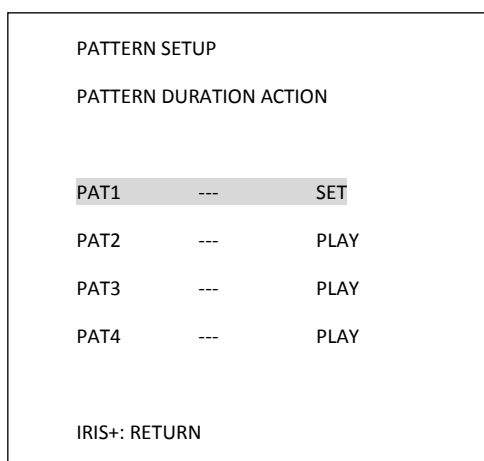 PATTERN SETUP
PATTERN DURATION ACTION
PAT1 --- SET
PAT2 --- PLAY
PAT3 --- PLAY
PAT4 --- PLAY
IRIS+: RETURN